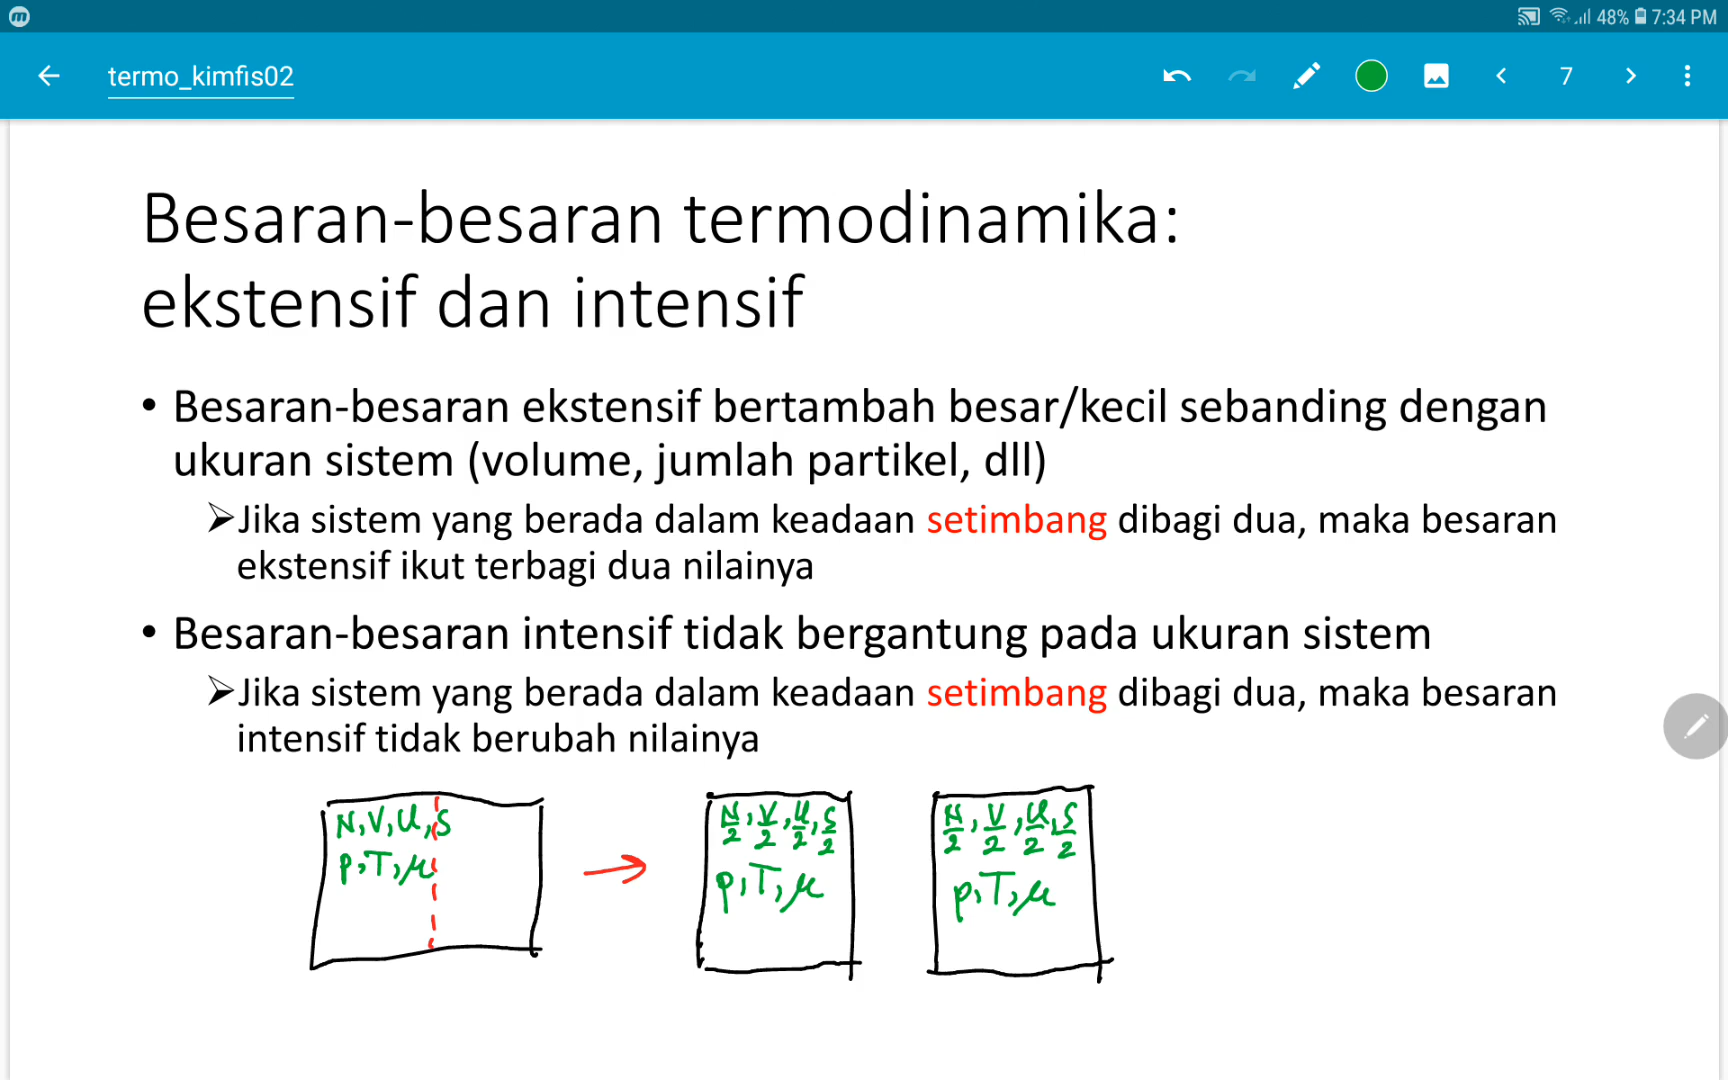 48% 7:34 PM
termo_kimfis02
7
Besaran-besaran termodinamika:
ekstensif dan intensif
• Besaran-besaran ekstensif bertambah besar/kecil sebanding dengan
ukuran sistem (volume, jumlah partikel, dll)
➢Jika sistem yang berada dalam keadaan setimbang dibagi dua, maka besaran
ekstensif ikut terbagi dua nilainya
• Besaran-besaran intensif tidak bergantung pada ukuran sistem
➢Jika sistem yang berada dalam keadaan setimbang dibagi dua, maka besaran
intensif tidak berubah nilainya
N, V, U, S
p, T, μ
N/2, V/2, U/2, S/2
p, T, μ
N/2, V/2, U/2, S/2
p, T, μ